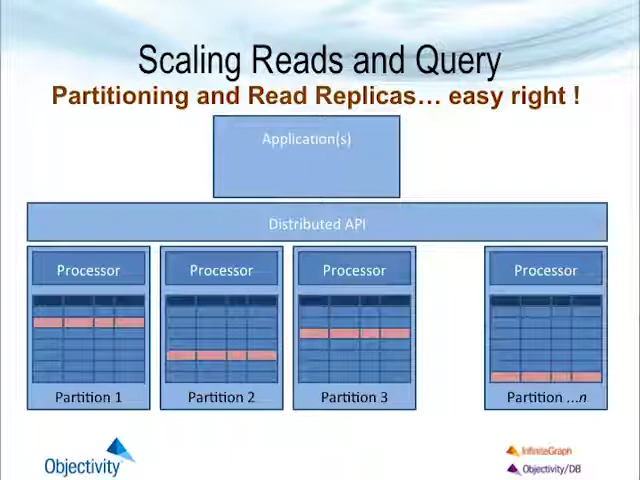 Scaling Reads and Query
Partitioning and Read Replicas... easy right !
Application(s)
Distributed API
Processor
Processor
Processor
Processor
Partition 1
Partition 2
Partition 3
Partition ...n
Objectivity
InfiniteGraph
Objectivity/DB